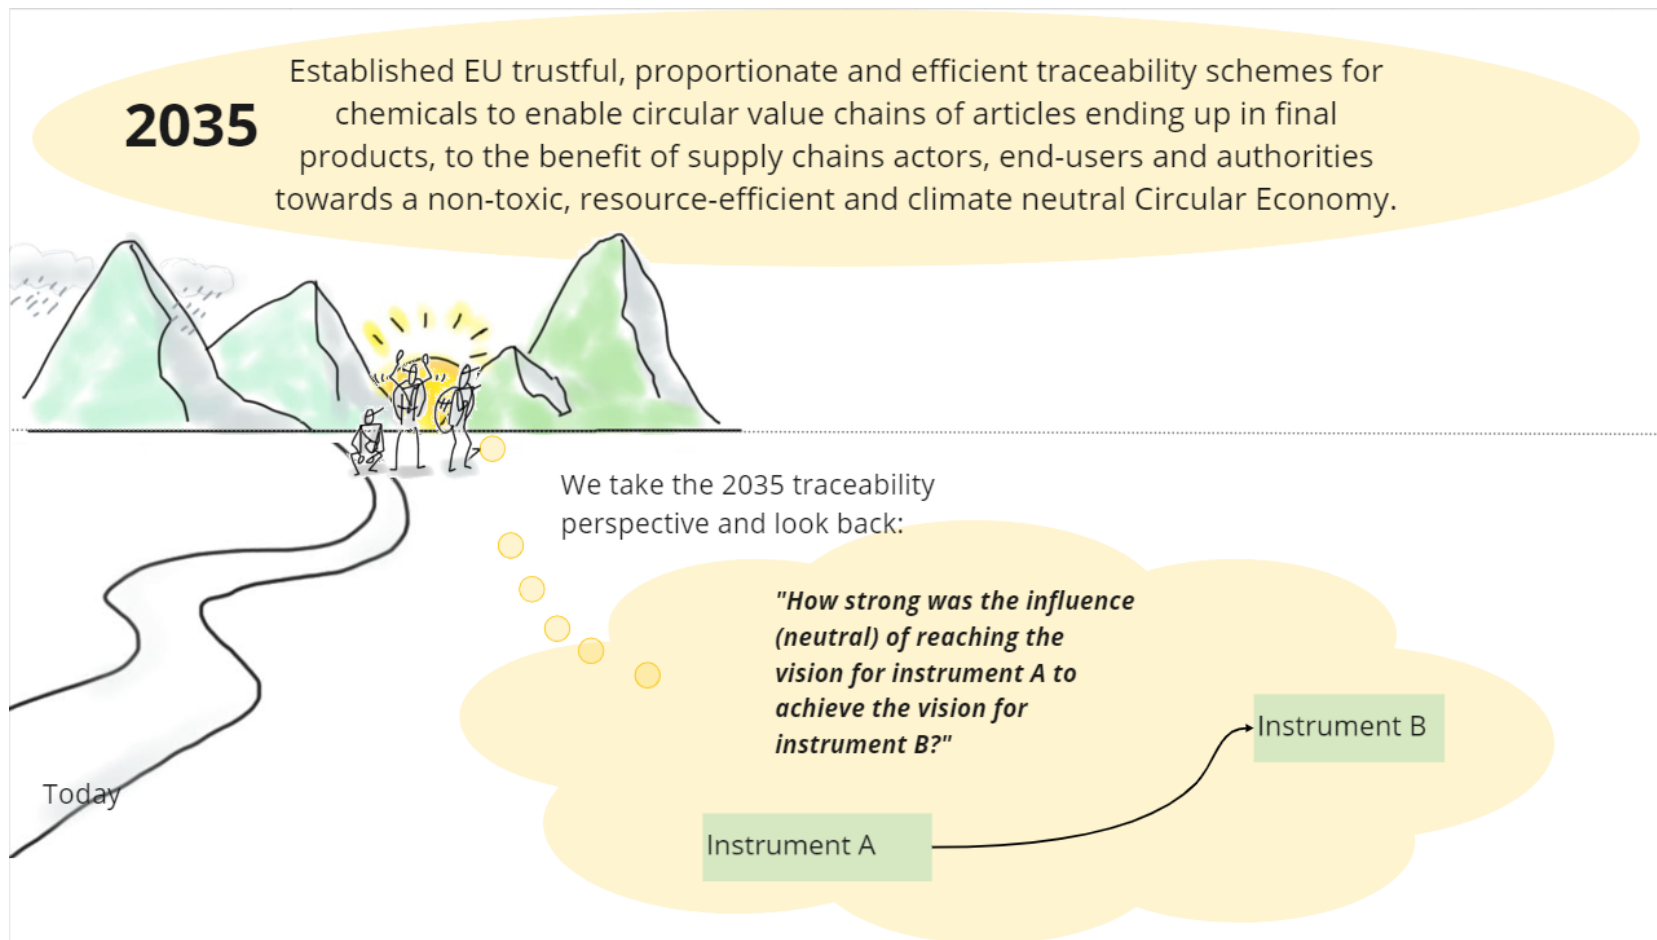 2035
Established EU trustful, proportionate and efficient traceability schemes for
chemicals to enable circular value chains of articles ending up in final
products, to the benefit of supply chains actors, end-users and authorities
towards a non-toxic, resource-efficient and climate neutral Circular Economy.
We take the 2035 traceability
perspective and look back:
"How strong was the influence
(neutral) of reaching the
vision for instrument A to
achieve the vision for
instrument B?"
Instrument B
Today
Instrument A